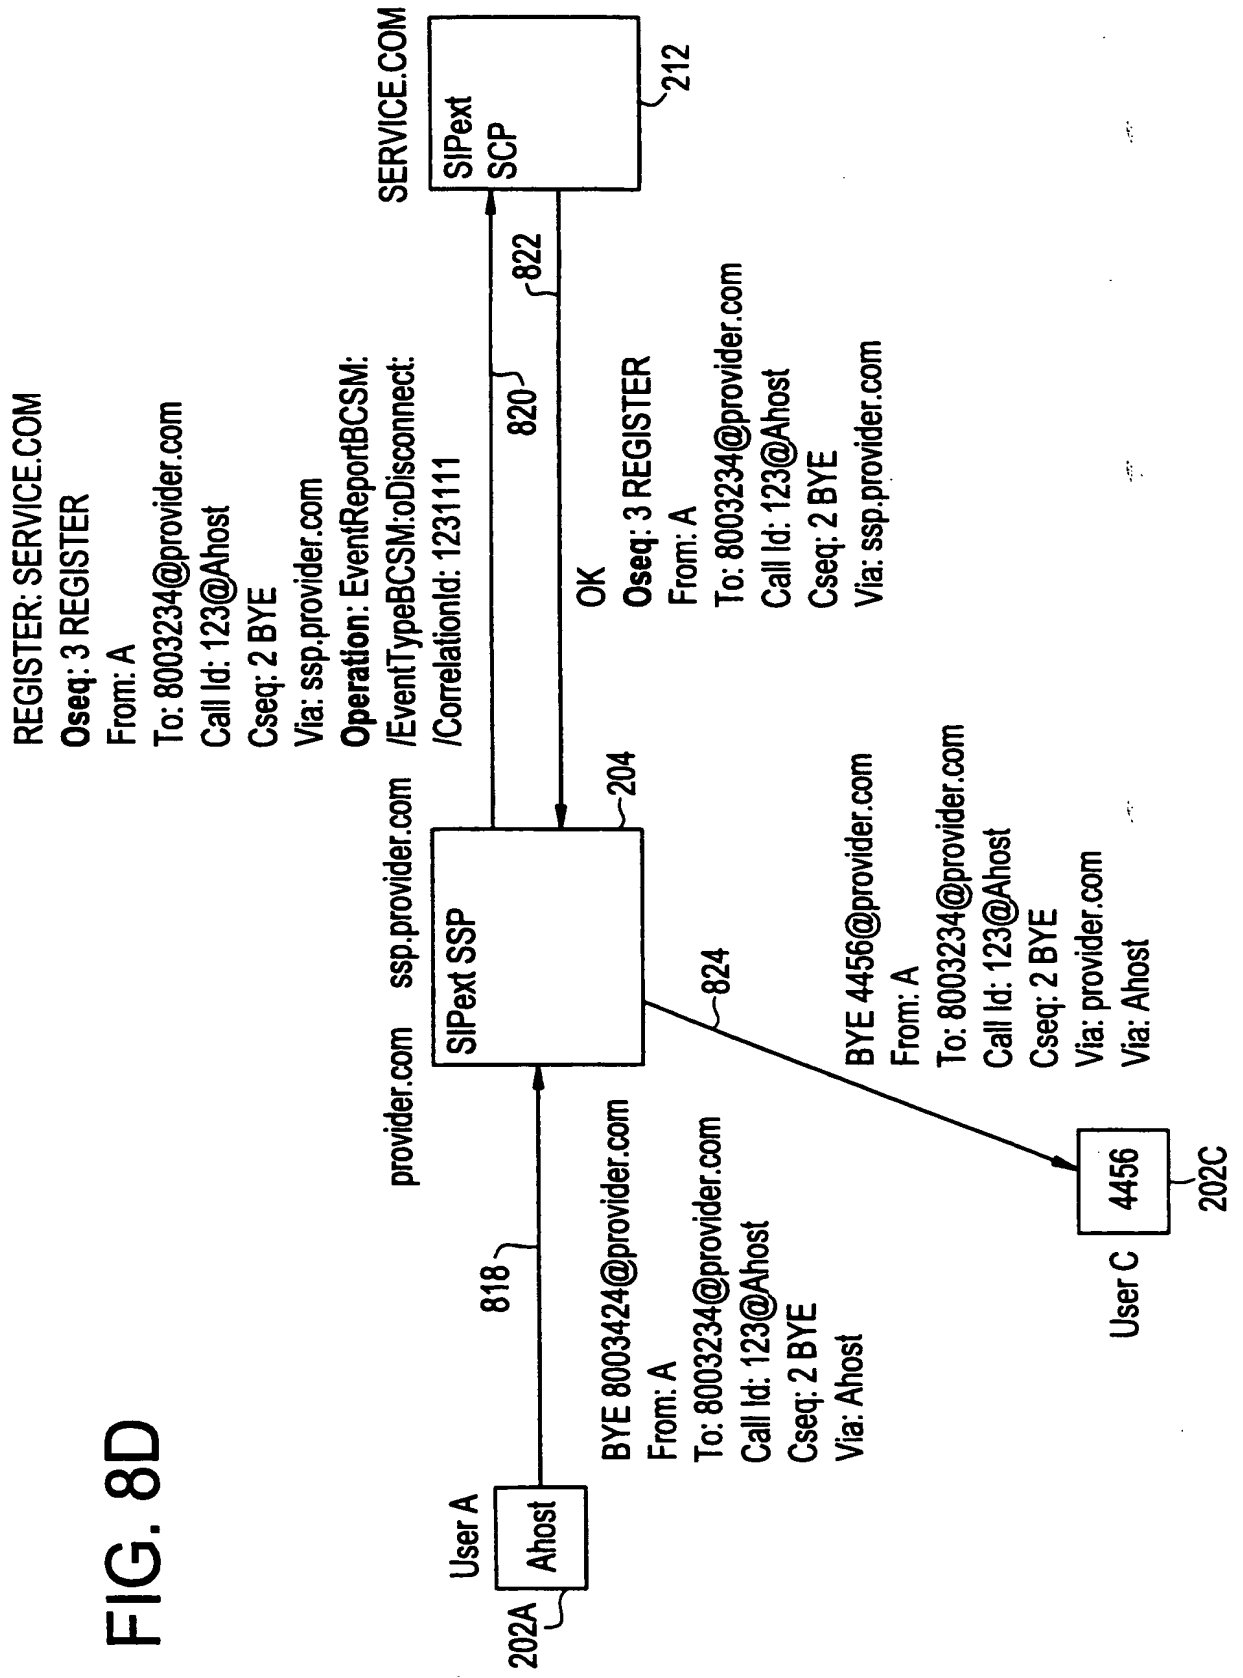 FIG. 8D
REGISTER: SERVICE.COM
Oseq: 3 REGISTER
From: A
To: 8003234@provider.com
Call Id: 123@Ahost
Cseq: 2 BYE
Via: ssp.provider.com
Operation: EventReportBCSM:
/EventTypeBCSM:oDisconnect:
/CorrelationId: 1231111
SERVICE.COM
SIPext
SCP
212
820
822
OK
Oseq: 3 REGISTER
From: A
To: 8003234@provider.com
Call Id: 123@Ahost
Cseq: 2 BYE
Via: ssp.provider.com
provider.com
ssp.provider.com
SIPext SSP
204
User A
Ahost
202A
818
BYE 8003424@provider.com
From: A
To: 8003234@provider.com
Call Id: 123@Ahost
Cseq: 2 BYE
Via: Ahost
824
BYE 4456@provider.com
From: A
To: 8003234@provider.com
Call Id: 123@Ahost
Cseq: 2 BYE
Via: provider.com
Via: Ahost
User C
4456
202C